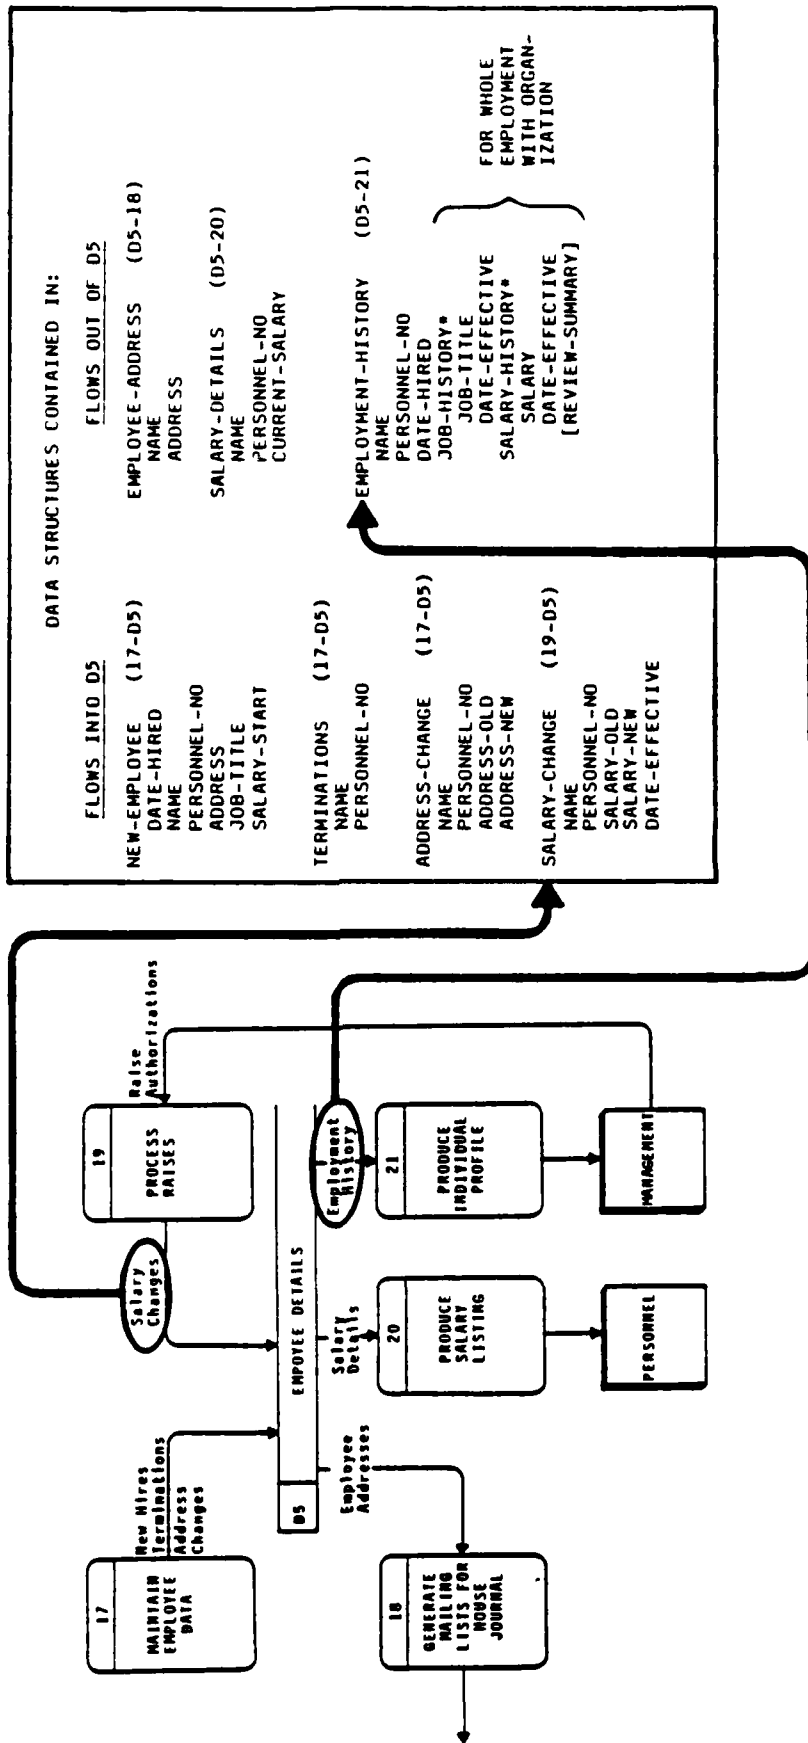 17
MAINTAIN
EMPLOYEE
DATA
New Hires
Terminations
Address
Changes
Salary
Changes
19
PROCESS
RAISES
Raise
Authorizations
D5
EMPOYEE DETAILS
Employee
Addresses
Salary
Details
Employment
History
18
GENERATE
MAILING
LISTS FOR
HOUSE
JOURNAL
20
PRODUCE
SALARY
LISTING
21
PRODUCE
INDIVIDUAL
PROFILE
PERSONNEL
MANAGEMENT
DATA STRUCTURES CONTAINED IN:
FLOWS INTO D5
NEW-EMPLOYEE (17-D5)
DATE-HIRED
NAME
PERSONNEL-NO
ADDRESS
JOB-TITLE
SALARY-START
TERMINATIONS (17-D5)
NAME
PERSONNEL-NO
ADDRESS-CHANGE (17-D5)
NAME
PERSONNEL-NO
ADDRESS-OLD
ADDRESS-NEW
SALARY-CHANGE (19-D5)
NAME
PERSONNEL-NO
SALARY-OLD
SALARY-NEW
DATE-EFFECTIVE
FLOWS OUT OF D5
EMPLOYEE-ADDRESS (D5-18)
NAME
ADDRESS
SALARY-DETAILS (D5-20)
NAME
PERSONNEL-NO
CURRENT-SALARY
EMPLOYMENT-HISTORY (D5-21)
NAME
PERSONNEL-NO
DATE-HIRED
JOB-HISTORY*
JOB-TITLE
DATE-EFFECTIVE
SALARY-HISTORY*
SALARY
DATE-EFFECTIVE
[REVIEW-SUMMARY]
FOR WHOLE
EMPLOYMENT
WITH ORGAN-
IZATION